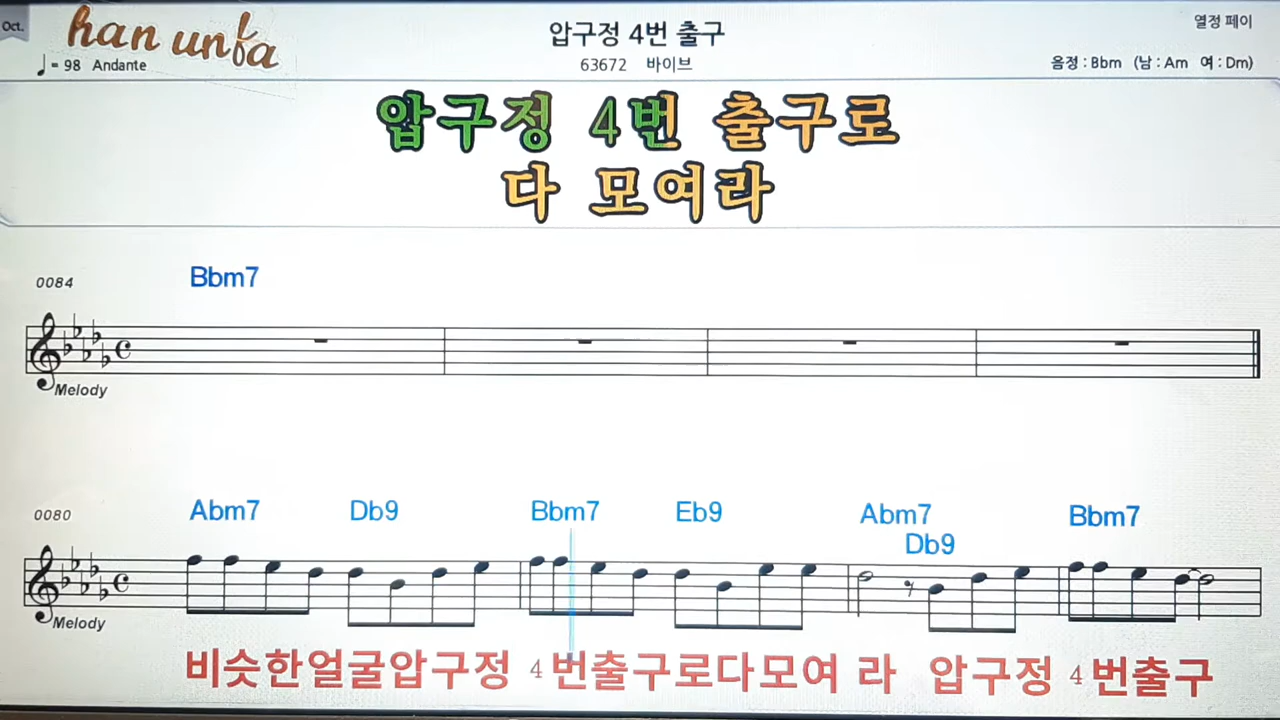 Oct.
han unfa
압구정 4번 출구
열정 페이
♩= 98 Andante
63672 바이브
음정 : Bbm (남 : Am 여 : Dm)
압구정 4번 출구로
다 모여라
0084
Bbm7
Melody
0080
Abm7 Db9 Bbm7 Eb9 Abm7 Db9 Bbm7
Melody
비슷한얼굴압구정 4번출구로다모여 라 압구정 4번출구